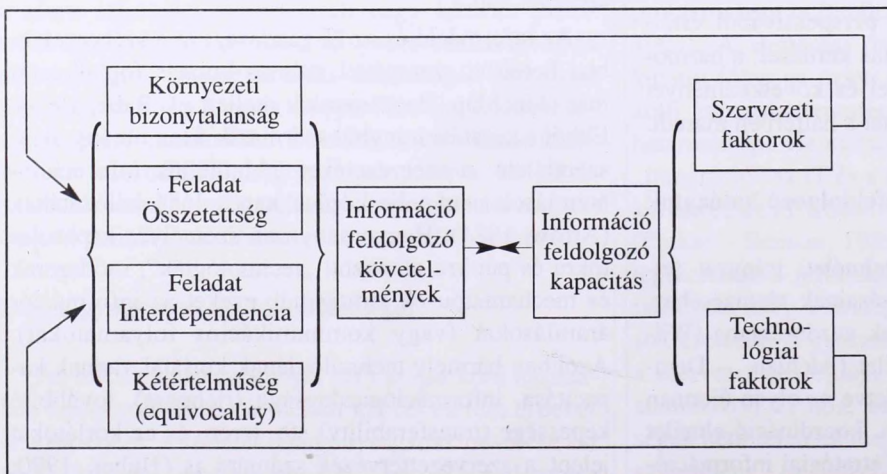 Környezeti
bizonytalanság
Feladat
Összetettség
Feladat
Interdependencia
Kétértelműség
(equivocality)
Információ
feldolgozó
követel-
mények
Információ
feldolgozó
kapacitás
Szervezeti
faktorok
Techno-
lógiai
faktorok